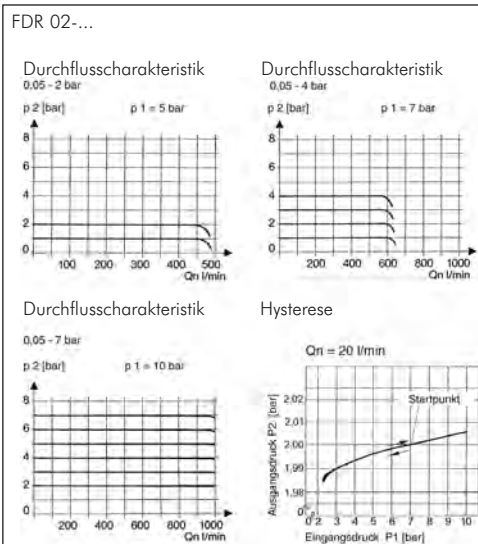 FDR 02-...
Durchflusscharakteristik
0,05 - 2 bar
p 2 [bar] p 1 = 5 bar
8
6
4
2
0
100 200 300 400 500
Qn l/min
Durchflusscharakteristik
0,05 - 4 bar
p 2 [bar] p 1 = 7 bar
8
6
4
2
0
200 400 600 800 1000
Qn l/min
Durchflusscharakteristik
0,05 - 7 bar
p 2 [bar] p 1 = 10 bar
8
6
4
2
0
200 400 600 800 1000
Qn l/min
Hysterese
Qn = 20 l/min
Ausgangsdruck P2 [bar]
2,02
2,01
2,00
1,99
1,98
0
Startpunkt
0 2 3 4 5 6 7 8 9 10
Eingangsdruck P1 [bar]